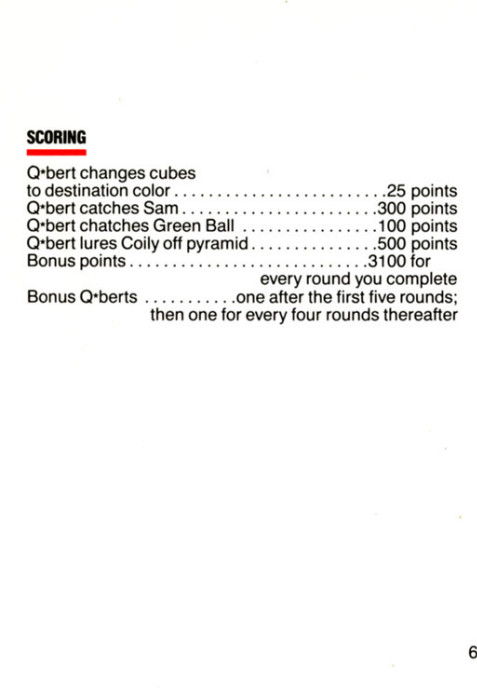 SCORING
Q*bert changes cubes
to destination color........................25 points
Q*bert catches Sam.......................300 points
Q*bert chatches Green Ball ................100 points
Q*bert lures Coily off pyramid...............500 points
Bonus points............................3100 for
every round you complete
Bonus Q*berts ...........one after the first five rounds;
then one for every four rounds thereafter
6